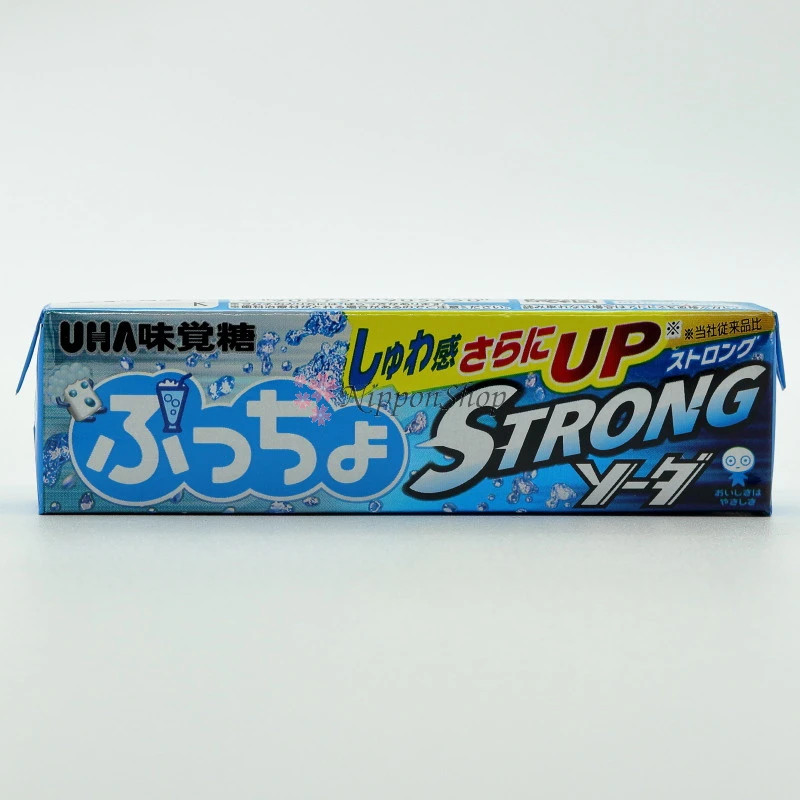 UHA味覚糖
しゅわ感さらにUP※
※当社従来品比
ぷっちょ
ストロング
STRONG
ソーダ
おいしさは
やさしさ
NipponShop